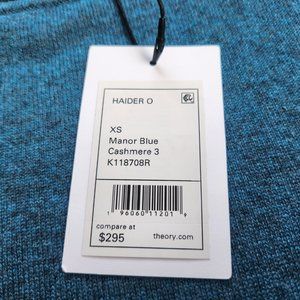 HAIDER O
XS
Manor Blue
Cashmere 3
K118708R
1 96060 11201 9
compare at
$295 theory.com